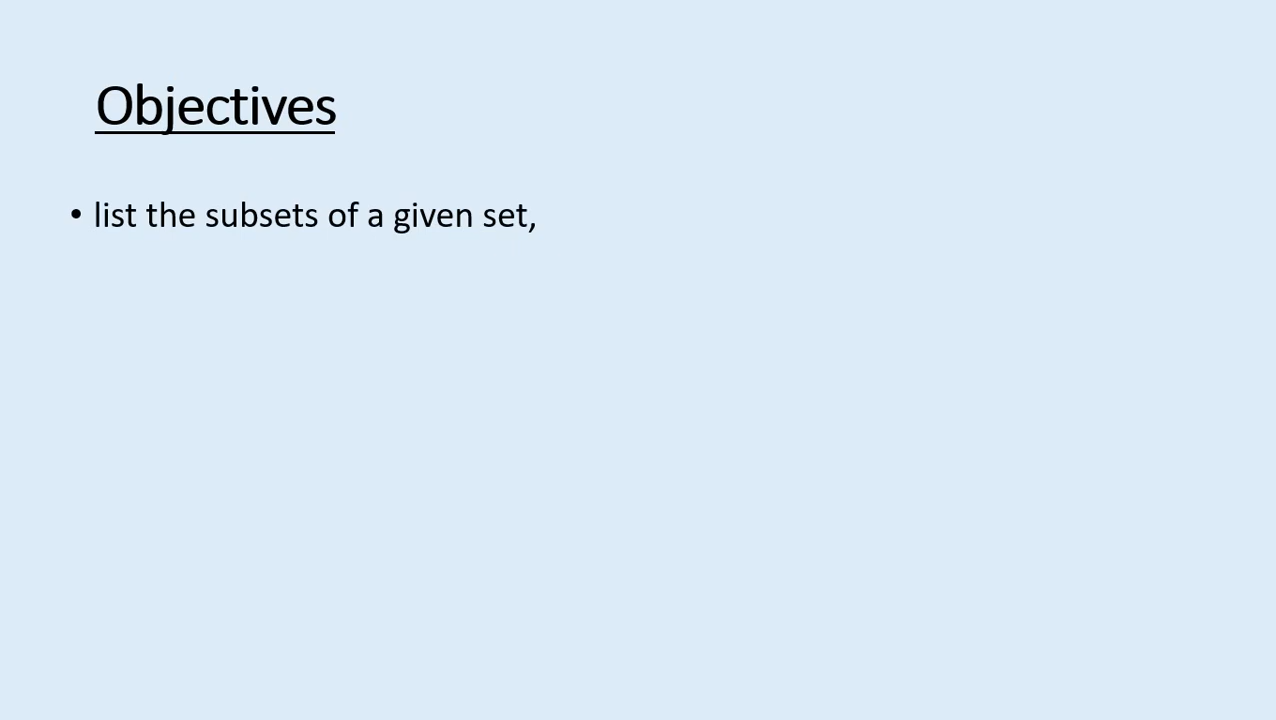 Objectives
• list the subsets of a given set,